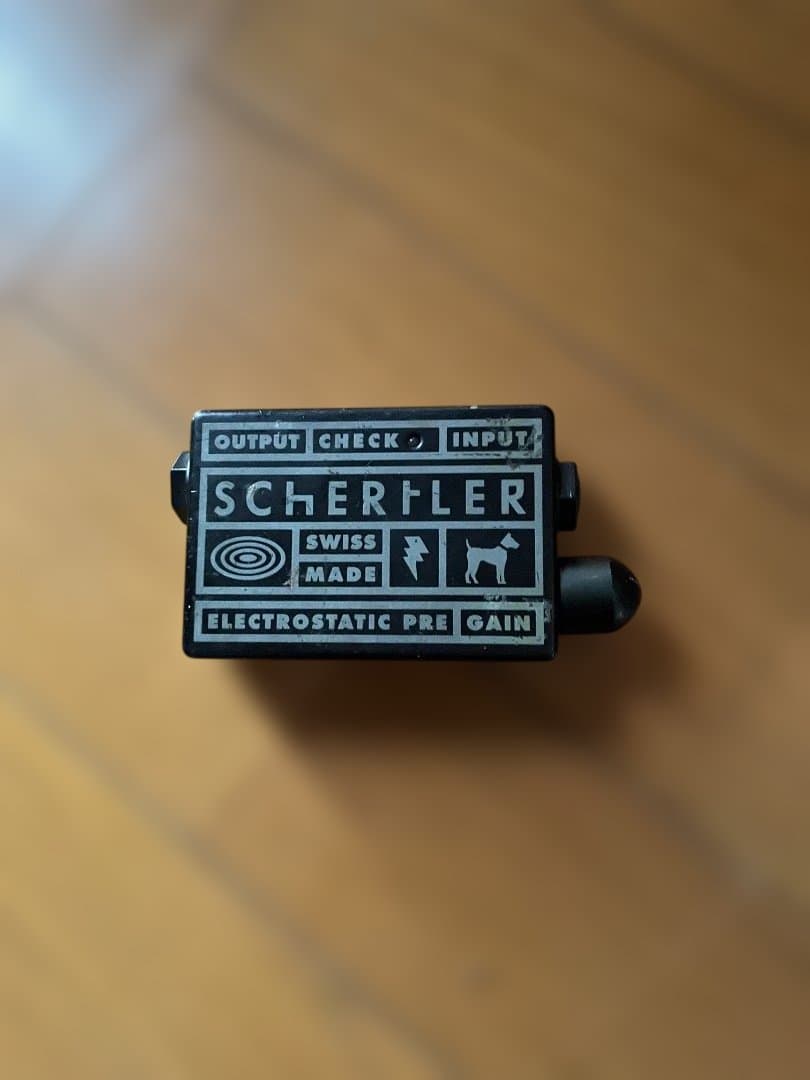 OUTPUT CHECK INPUT
SCHERTLER
SWISS
MADE
ELECTROSTATIC PRE GAIN